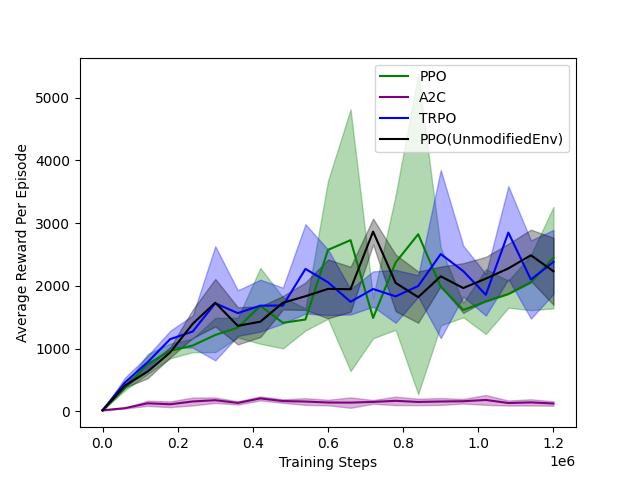 PPO
A2C
TRPO
PPO(UnmodifiedEnv)
5000
4000
3000
2000
1000
0
Average Reward Per Episode
0.0 0.2 0.4 0.6 0.8 1.0 1.2
1e6
Training Steps